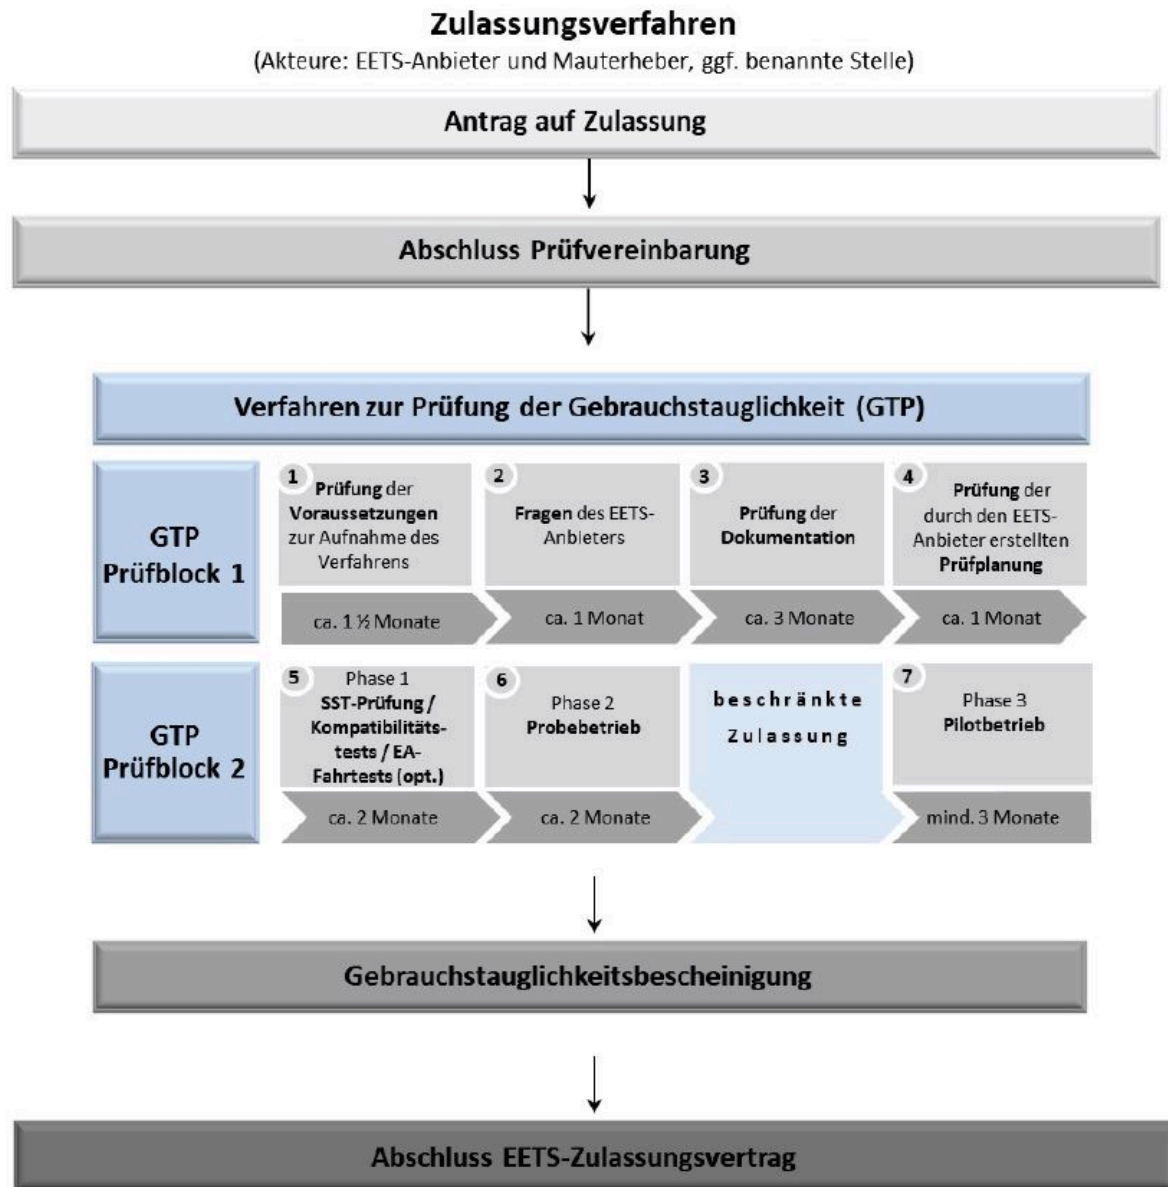 Zulassungsverfahren
(Akteure: EETS-Anbieter und Mauterheber, ggf. benannte Stelle)
Antrag auf Zulassung
Abschluss Prüfvereinbarung
Verfahren zur Prüfung der Gebrauchstauglichkeit (GTP)
GTP
Prüfblock 1
1
Prüfung der
Voraussetzungen
zur Aufnahme des
Verfahrens
ca. 1 ½ Monate
2
Fragen des EETS-
Anbieters
ca. 1 Monat
3
Prüfung der
Dokumentation
ca. 3 Monate
4
Prüfung der
durch den EETS-
Anbieter erstellten
Prüfplanung
ca. 1 Monat
GTP
Prüfblock 2
5
Phase 1
SST-Prüfung /
Kompatibilitäts-
tests / EA-
Fahrtests (opt.)
ca. 2 Monate
6
Phase 2
Probebetrieb
ca. 2 Monate
beschränkte
Zulassung
7
Phase 3
Pilotbetrieb
mind. 3 Monate
Gebrauchstauglichkeitsbescheinigung
Abschluss EETS-Zulassungsvertrag